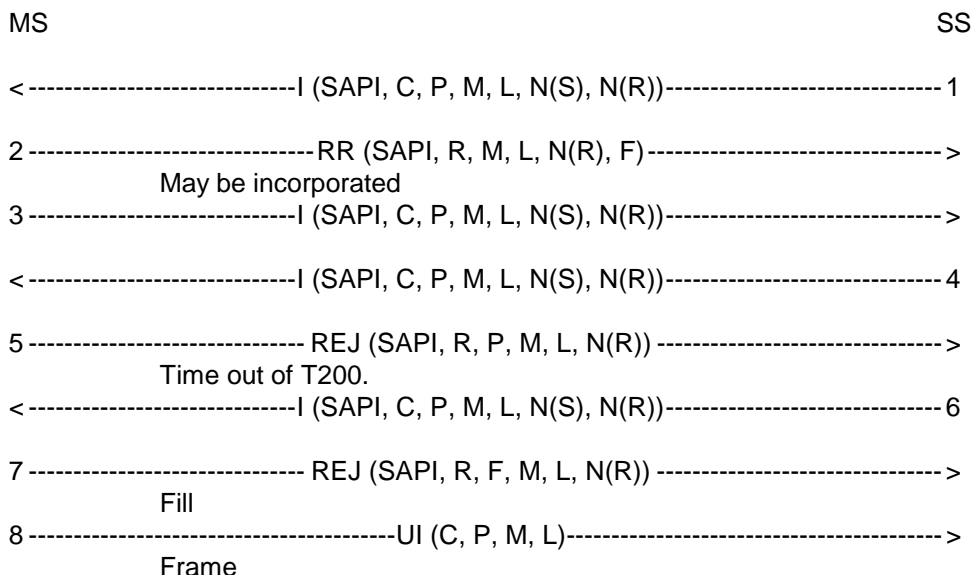 MS SS
< ------------------------------I (SAPI, C, P, M, L, N(S), N(R))------------------------------- 1
2 --------------------------------RR (SAPI, R, M, L, N(R), F)--------------------------------- >
May be incorporated
3 ------------------------------I (SAPI, C, P, M, L, N(S), N(R))------------------------------- >
< ------------------------------I (SAPI, C, P, M, L, N(S), N(R))------------------------------- 4
5 ------------------------------- REJ (SAPI, R, P, M, L, N(R)) -------------------------------- >
Time out of T200.
< ------------------------------I (SAPI, C, P, M, L, N(S), N(R))------------------------------- 6
7 ------------------------------- REJ (SAPI, R, F, M, L, N(R)) -------------------------------- >
Fill
8 -----------------------------------------UI (C, P, M, L)------------------------------------------ >
Frame